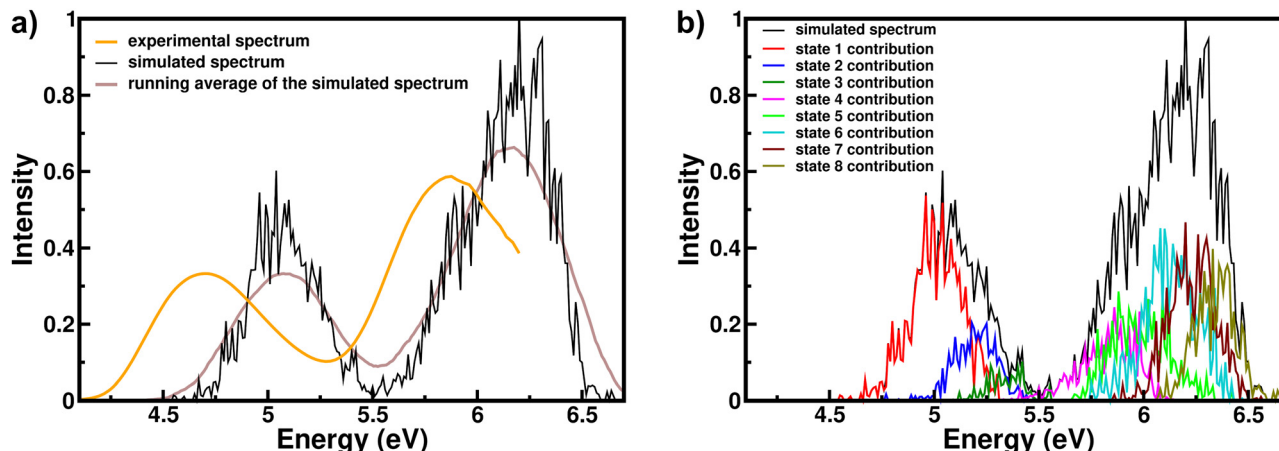 a)
1
0.8
0.6
0.4
0.2
0
Intensity
experimental spectrum
simulated spectrum
running average of the simulated spectrum
4.5 5 5.5 6 6.5
Energy (eV)
b)
1
0.8
0.6
0.4
0.2
0
Intensity
simulated spectrum
state 1 contribution
state 2 contribution
state 3 contribution
state 4 contribution
state 5 contribution
state 6 contribution
state 7 contribution
state 8 contribution
4.5 5 5.5 6 6.5
Energy (eV)